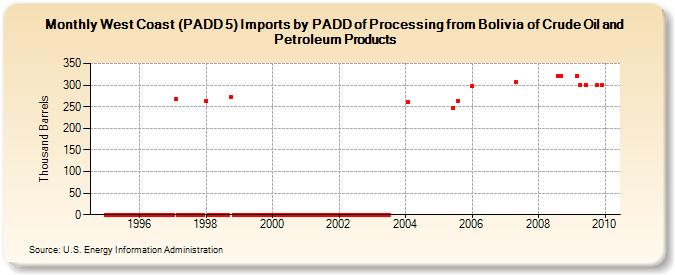 Monthly West Coast (PADD 5) Imports by PADD of Processing from Bolivia of Crude Oil and
Petroleum Products
Thousand Barrels
350
300
250
200
150
100
50
0
1996 1998 2000 2002 2004 2006 2008 2010
Source: U.S. Energy Information Administration